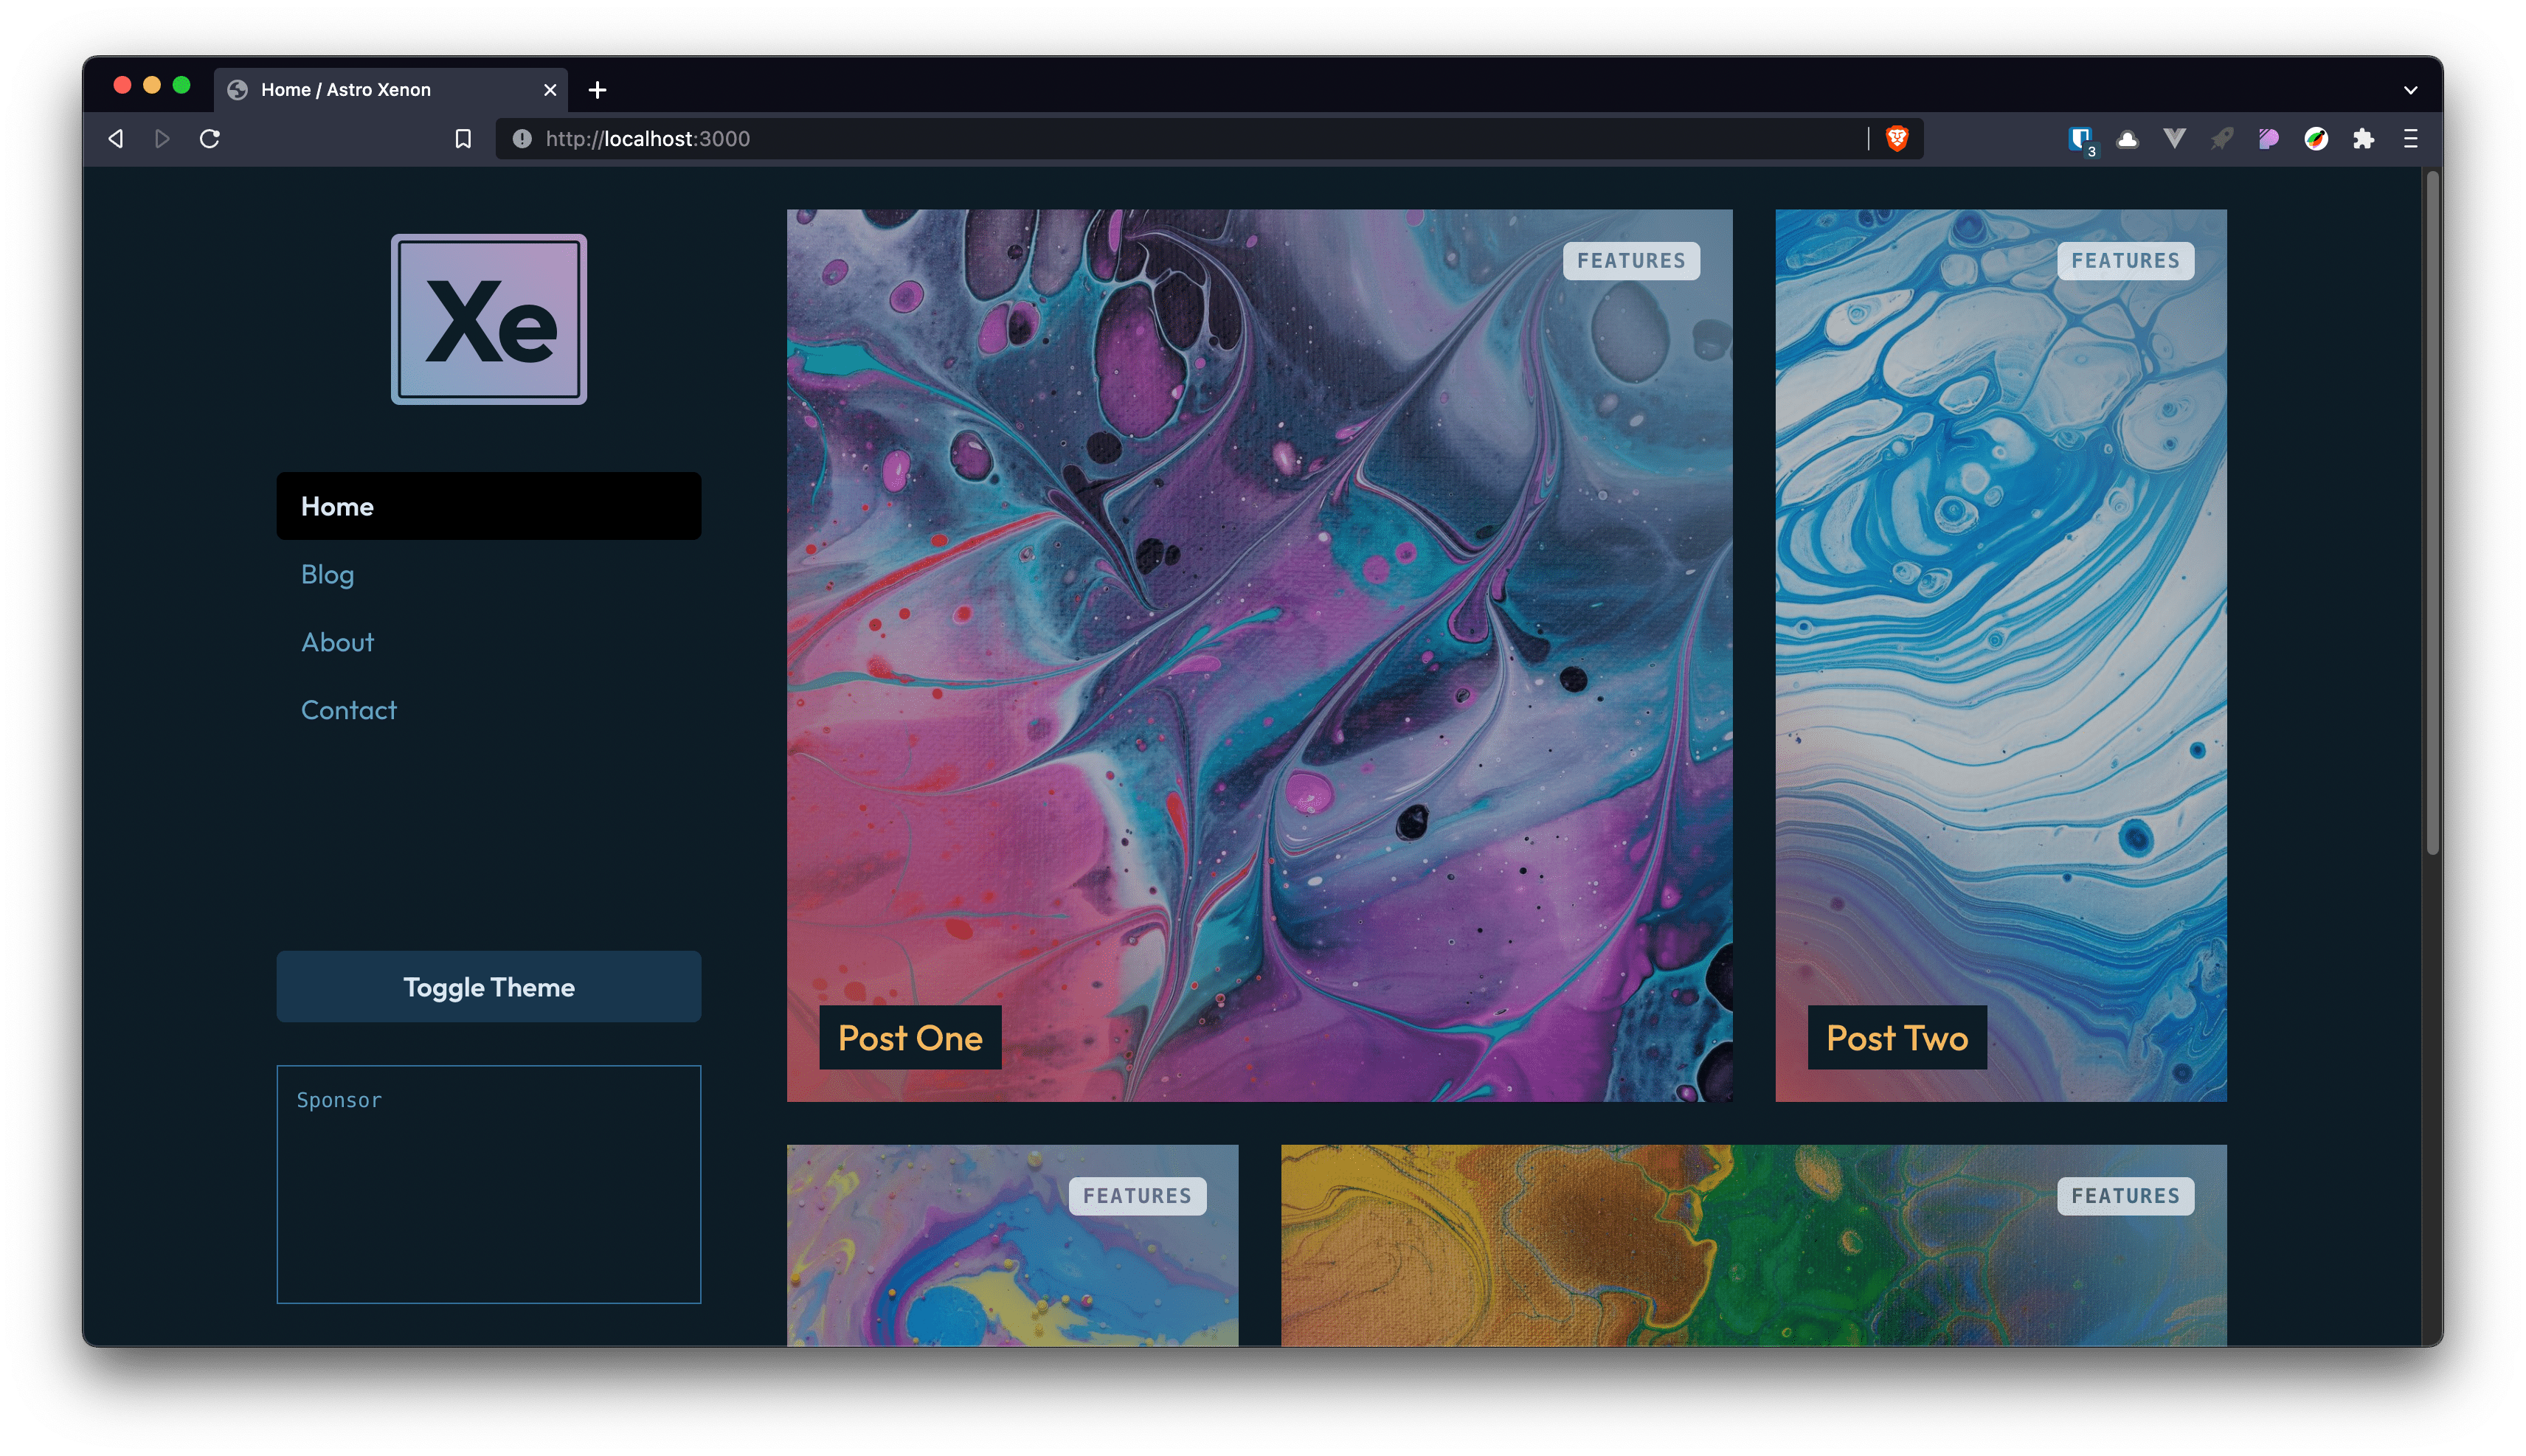 Home / Astro Xenon
http://localhost:3000
3
Xe
Home
Blog
About
Contact
Toggle Theme
Sponsor
FEATURES
Post One
FEATURES
Post Two
FEATURES
FEATURES